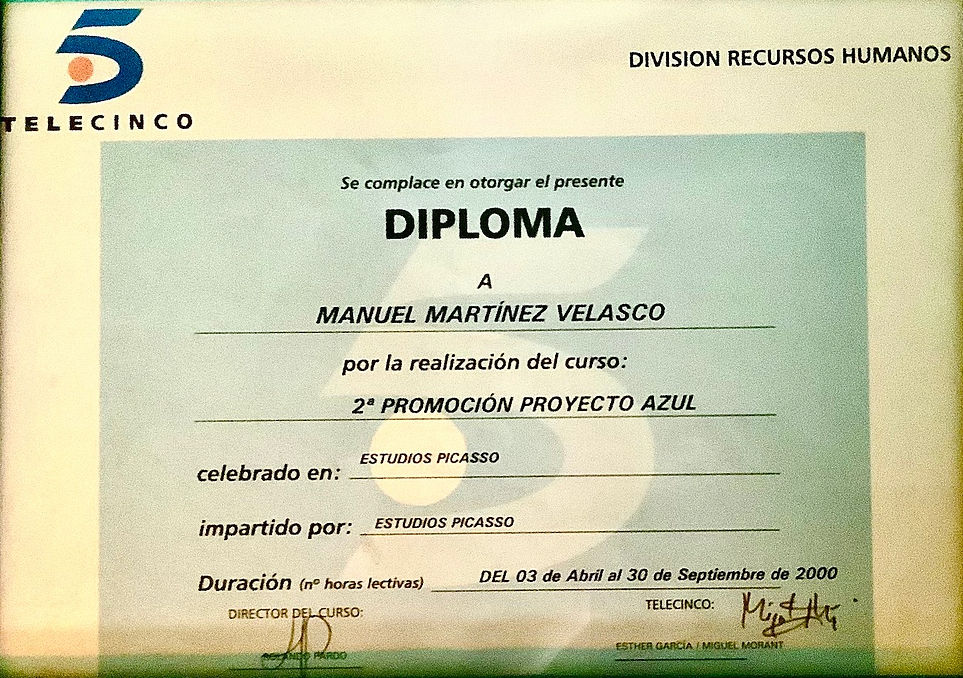 5
TELECINCO
DIVISION RECURSOS HUMANOS
Se complace en otorgar el presente
DIPLOMA
A
MANUEL MARTÍNEZ VELASCO
por la realización del curso:
2ª PROMOCIÓN PROYECTO AZUL
celebrado en: ESTUDIOS PICASSO
impartido por: ESTUDIOS PICASSO
Duración (nº horas lectivas) DEL 03 de Abril al 30 de Septiembre de 2000
DIRECTOR DEL CURSO: TELECINCO:
ROLANDO PARDO ESTHER GARCÍA / MIGUEL MORANT